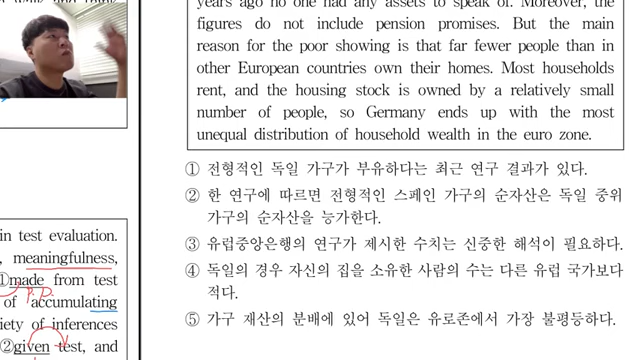 years ago no one had any assets to speak of. Moreover, the
figures do not include pension promises. But the main
reason for the poor showing is that far fewer people than in
other European countries own their homes. Most households
rent, and the housing stock is owned by a relatively small
number of people, so Germany ends up with the most
unequal distribution of household wealth in the euro zone.
① 전형적인 독일 가구가 부유하다는 최근 연구 결과가 있다.
② 한 연구에 따르면 전형적인 스페인 가구의 순자산은 독일 중위
가구의 순자산을 능가한다.
③ 유럽중앙은행의 연구가 제시한 수치는 신중한 해석이 필요하다.
④ 독일의 경우 자신의 집을 소유한 사람의 수는 다른 유럽 국가보다
적다.
⑤ 가구 재산의 분배에 있어 독일은 유로존에서 가장 불평등하다.
in test evaluation.
meaningfulness,
①made from test
of accumulating
iety of inferences
②given test, and